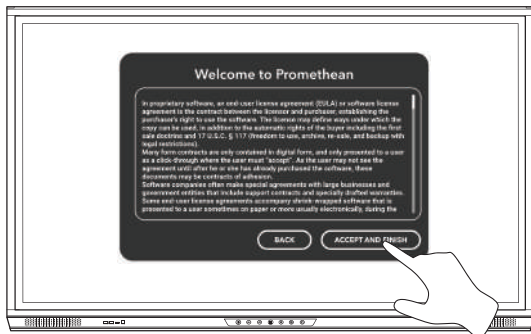 Welcome to Promethean
In proprietary software, an end user license agreement (EULA) or software license
agreement is the contract between the licensor and purchaser, establishing the
purchaser's right to use the software. The license may define ways under which the
copy can be used, in addition to the automatic rights of the buyer including the first
sale doctrine and 17 U.S.C. § 117 (freedom to use, archive, re-sale, and backup with
legal restrictions).
Many form contracts are only contained in digital form, and only presented to a user
as a click-through where the user must "accept". As the user may not see the
agreement until after he or she has already purchased the software, these
documents may be contracts of adhesion.
Software companies often make special agreements with large businesses and
government entities that include support contracts and specially drafted warranties.
Some end user license agreements accompany shrink-wrapped software that is
presented to a user sometimes on paper or more usually electronically, during the
BACK
ACCEPT AND FINISH